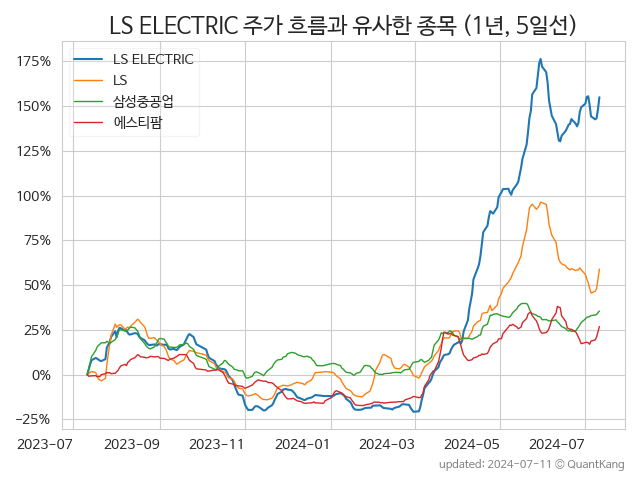 LS ELECTRIC 주가 흐름과 유사한 종목 (1년, 5일선)
LS ELECTRIC
LS
삼성중공업
에스티팜
175%
150%
125%
100%
75%
50%
25%
0%
−25%
2023-07 2023-09 2023-11 2024-01 2024-03 2024-05 2024-07
updated: 2024-07-11 © QuantKang